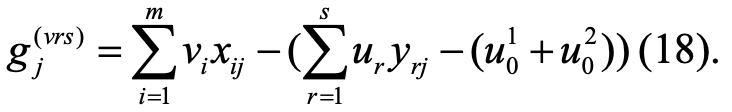 g_j^{(vrs)} = \sum_{i=1}^{m} v_i x_{ij} - (\sum_{r=1}^{s} u_r y_{rj} - (u_0^1 + u_0^2)) (18).